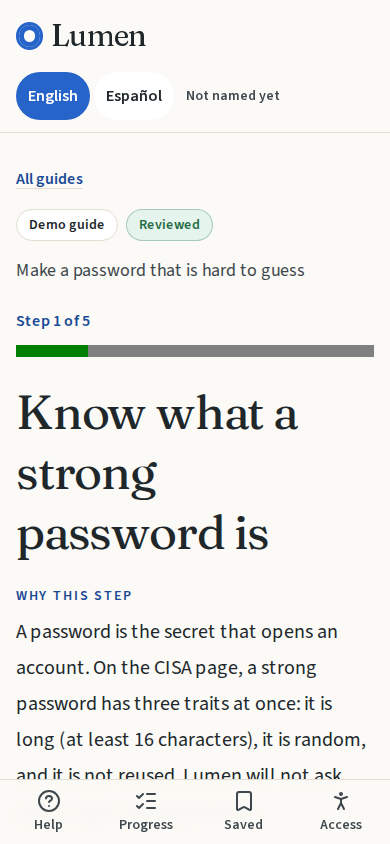 Lumen
English Español Not named yet
All guides
Demo guide Reviewed
Make a password that is hard to guess
Step 1 of 5
Know what a
strong
password is
WHY THIS STEP
A password is the secret that opens an
account. On the CISA page, a strong
password has three traits at once: it is
long (at least 16 characters), it is random,
and it is not reused. Lumen will not ask
Help Progress Saved Access